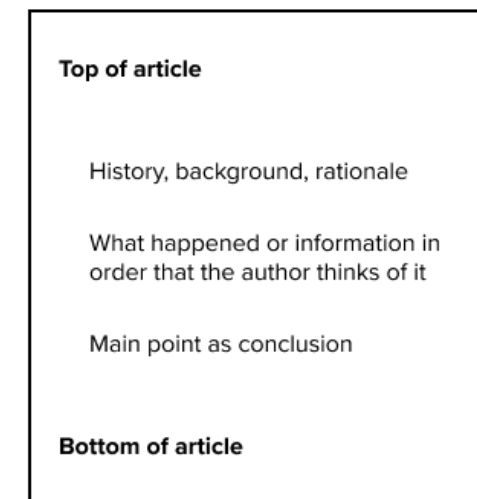 Top of article
History, background, rationale
What happened or information in
order that the author thinks of it
Main point as conclusion
Bottom of article